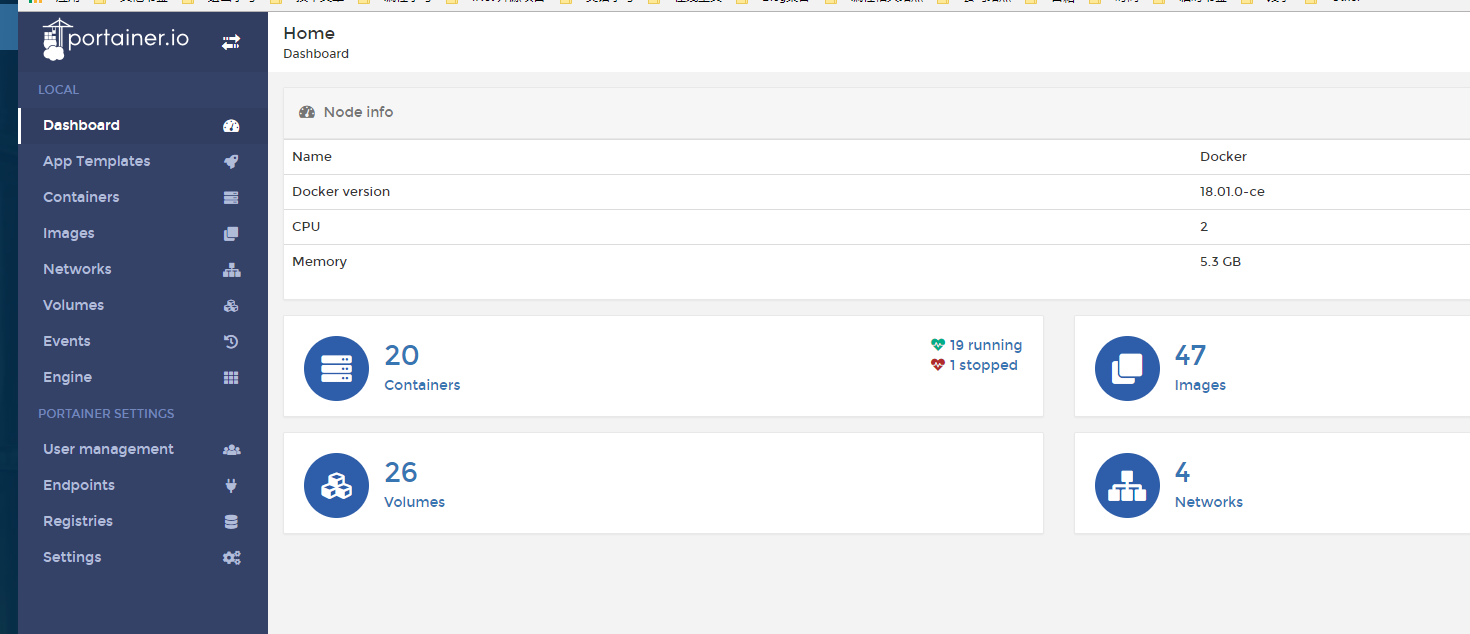 portainer.io
LOCAL
Dashboard
App Templates
Containers
Images
Networks
Volumes
Events
Engine
PORTAINER SETTINGS
User management
Endpoints
Registries
Settings
Home
Dashboard
Node info
Name Docker
Docker version 18.01.0-ce
CPU 2
Memory 5.3 GB
20
Containers
19 running
1 stopped
47
Images
26
Volumes
4
Networks